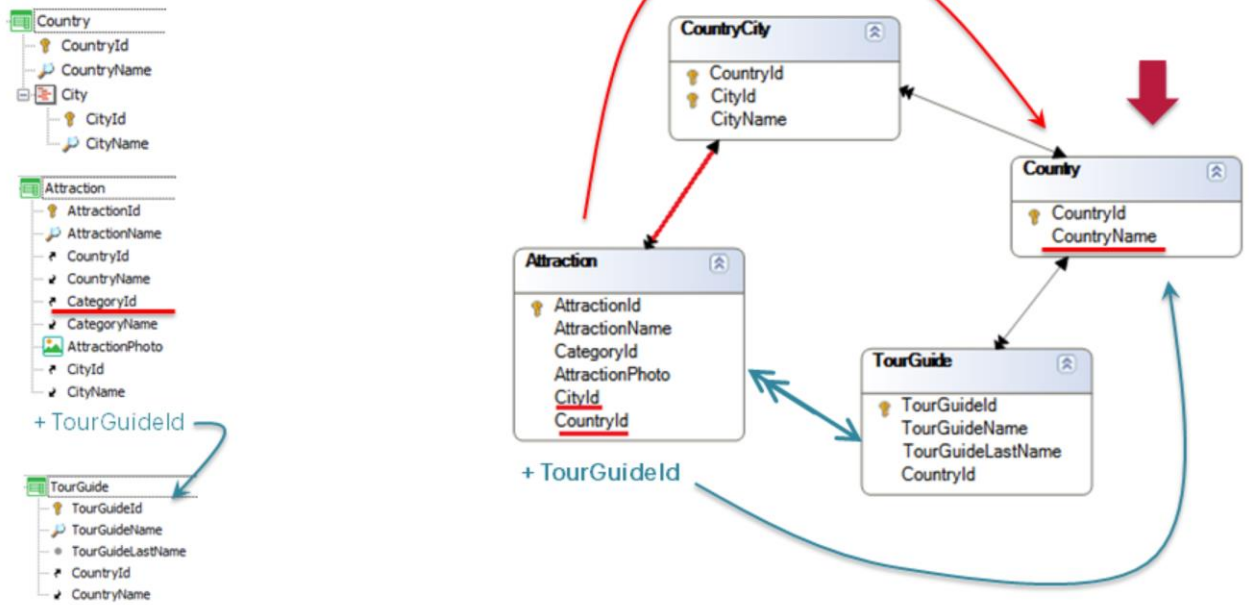 Country
CountryId
CountryName
City
CityId
CityName
Attraction
AttractionId
AttractionName
CountryId
CountryName
CategoryId
CategoryName
AttractionPhoto
CityId
CityName
+ TourGuideId
TourGuide
TourGuideId
TourGuideName
TourGuideLastName
CountryId
CountryName
CountryCity
CountryId
CityId
CityName
Country
CountryId
CountryName
Attraction
AttractionId
AttractionName
CategoryId
AttractionPhoto
CityId
CountryId
+ TourGuideId
TourGuide
TourGuideId
TourGuideName
TourGuideLastName
CountryId